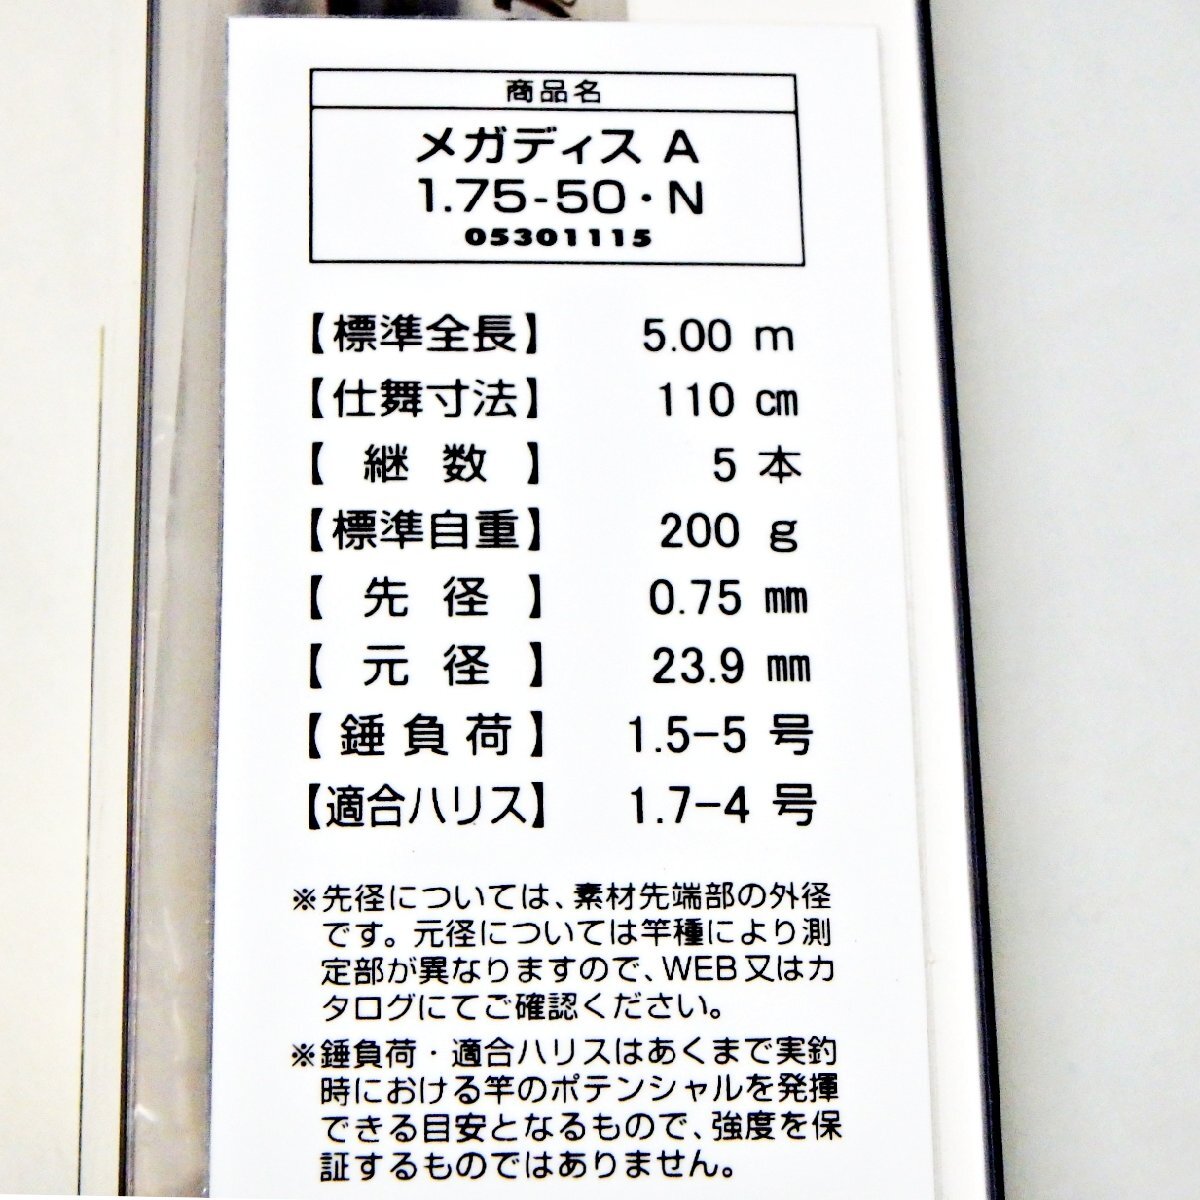 商品名
メガディス A
1.75-50・N
05301115
【標準全長】 5.00 m
【仕舞寸法】 110 ㎝
【継数】 5 本
【標準自重】 200 g
【先径】 0.75 ㎜
【元径】 23.9 ㎜
【錘負荷】 1.5-5 号
【適合ハリス】 1.7-4 号
※先径については、素材先端部の外径
です。元径については竿種により測
定部が異なりますので、WEB又はカ
タログにてご確認ください。
※錘負荷・適合ハリスはあくまで実釣
時における竿のポテンシャルを発揮
できる目安となるもので、強度を保
証するものではありません。